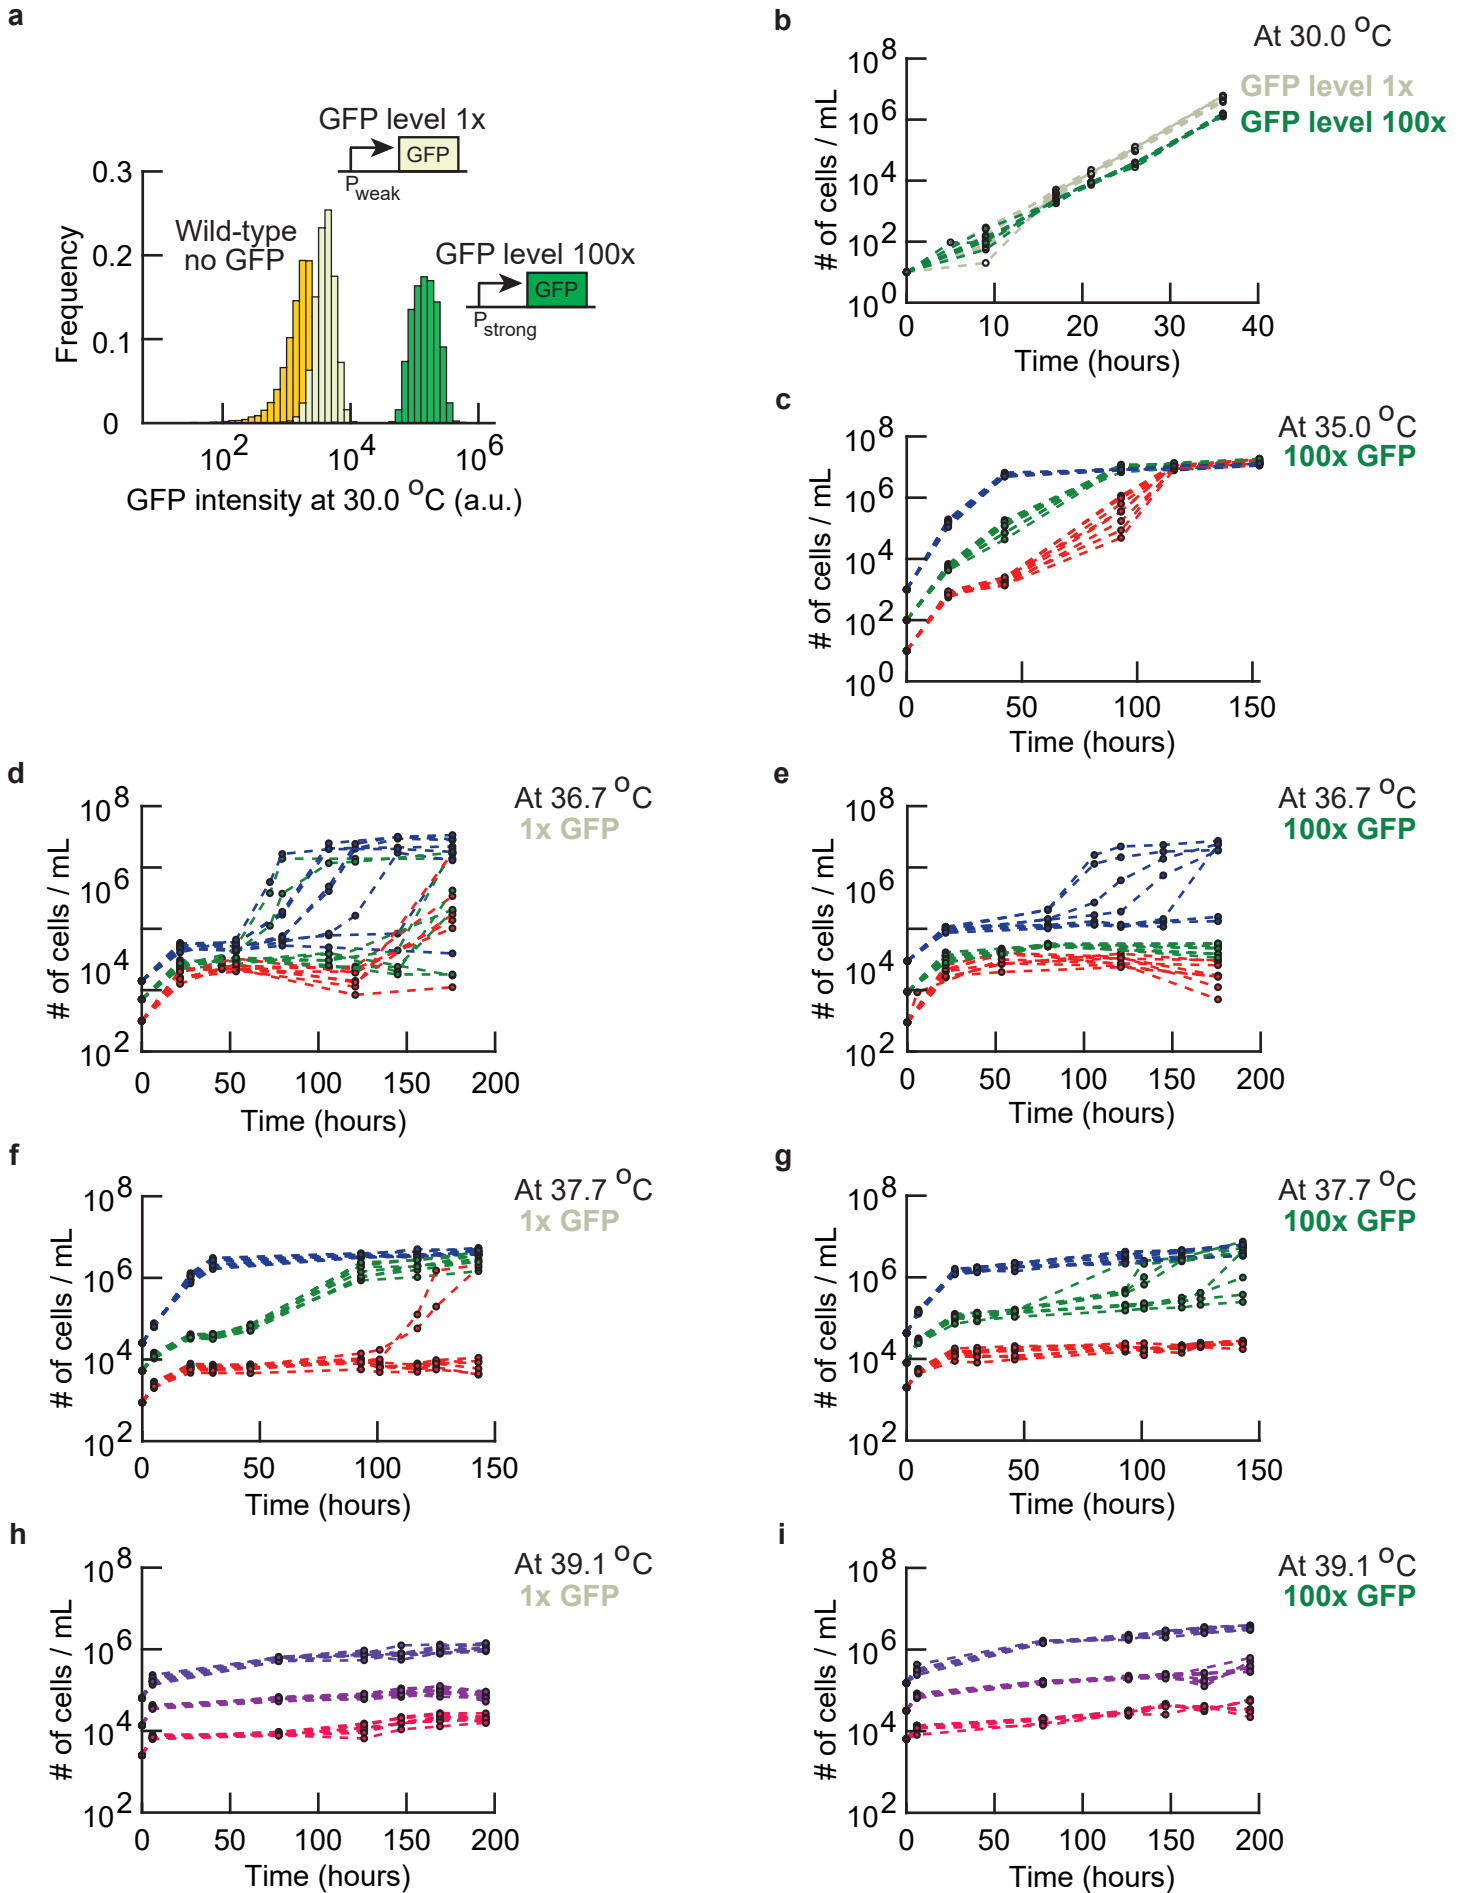 a
GFP level 1x
GFP
Pweak
Wild-type
no GFP
GFP level 100x
GFP
Pstrong
Frequency
0.3
0.2
0.1
0
10^2
10^4
10^6
GFP intensity at 30.0 °C (a.u.)
b
At 30.0 °C
GFP level 1x
GFP level 100x
# of cells / mL
10^8
10^6
10^4
10^2
10^0
0 10 20 30 40
Time (hours)
c
At 35.0 °C
100x GFP
# of cells / mL
10^8
10^6
10^4
10^2
10^0
0 50 100 150
Time (hours)
d
At 36.7 °C
1x GFP
# of cells / mL
10^8
10^6
10^4
10^2
0 50 100 150 200
Time (hours)
e
At 36.7 °C
100x GFP
# of cells / mL
10^8
10^6
10^4
10^2
0 50 100 150 200
Time (hours)
f
At 37.7 °C
1x GFP
# of cells / mL
10^8
10^6
10^4
10^2
0 50 100 150
Time (hours)
g
At 37.7 °C
100x GFP
# of cells / mL
10^8
10^6
10^4
10^2
0 50 100 150
Time (hours)
h
At 39.1 °C
1x GFP
# of cells / mL
10^8
10^6
10^4
10^2
0 50 100 150 200
Time (hours)
i
At 39.1 °C
100x GFP
# of cells / mL
10^8
10^6
10^4
10^2
0 50 100 150 200
Time (hours)